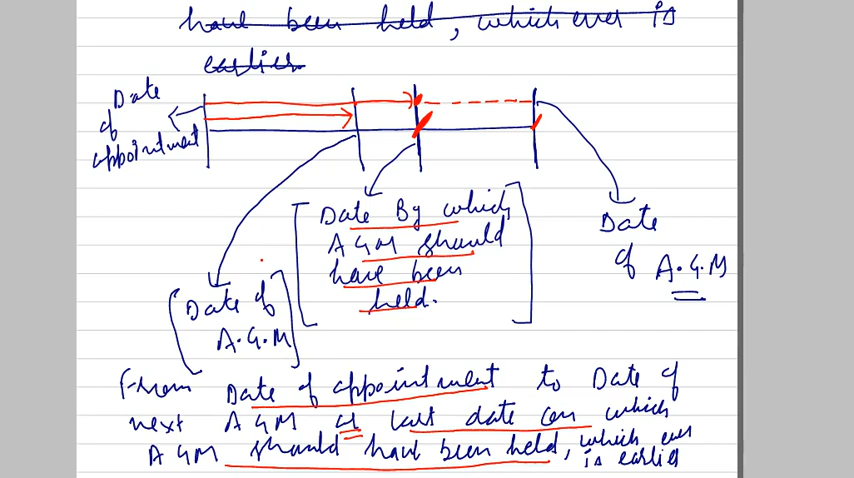 have been held, which ever is
earlier
Date
of
appointment
Date By which
AGM should
have been
held.
Date
of A.G.M
Date of
A.G.M
From Date of appointment to Date of
next AGM or last date on which
AGM should have been held, which ever
is earlier